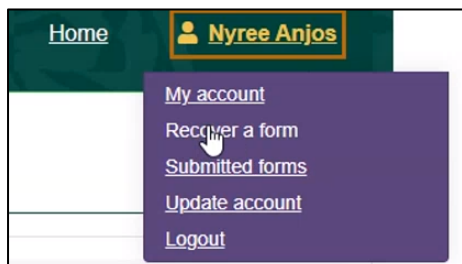 Home
Nyree Anjos
My account
Recover a form
Submitted forms
Update account
Logout